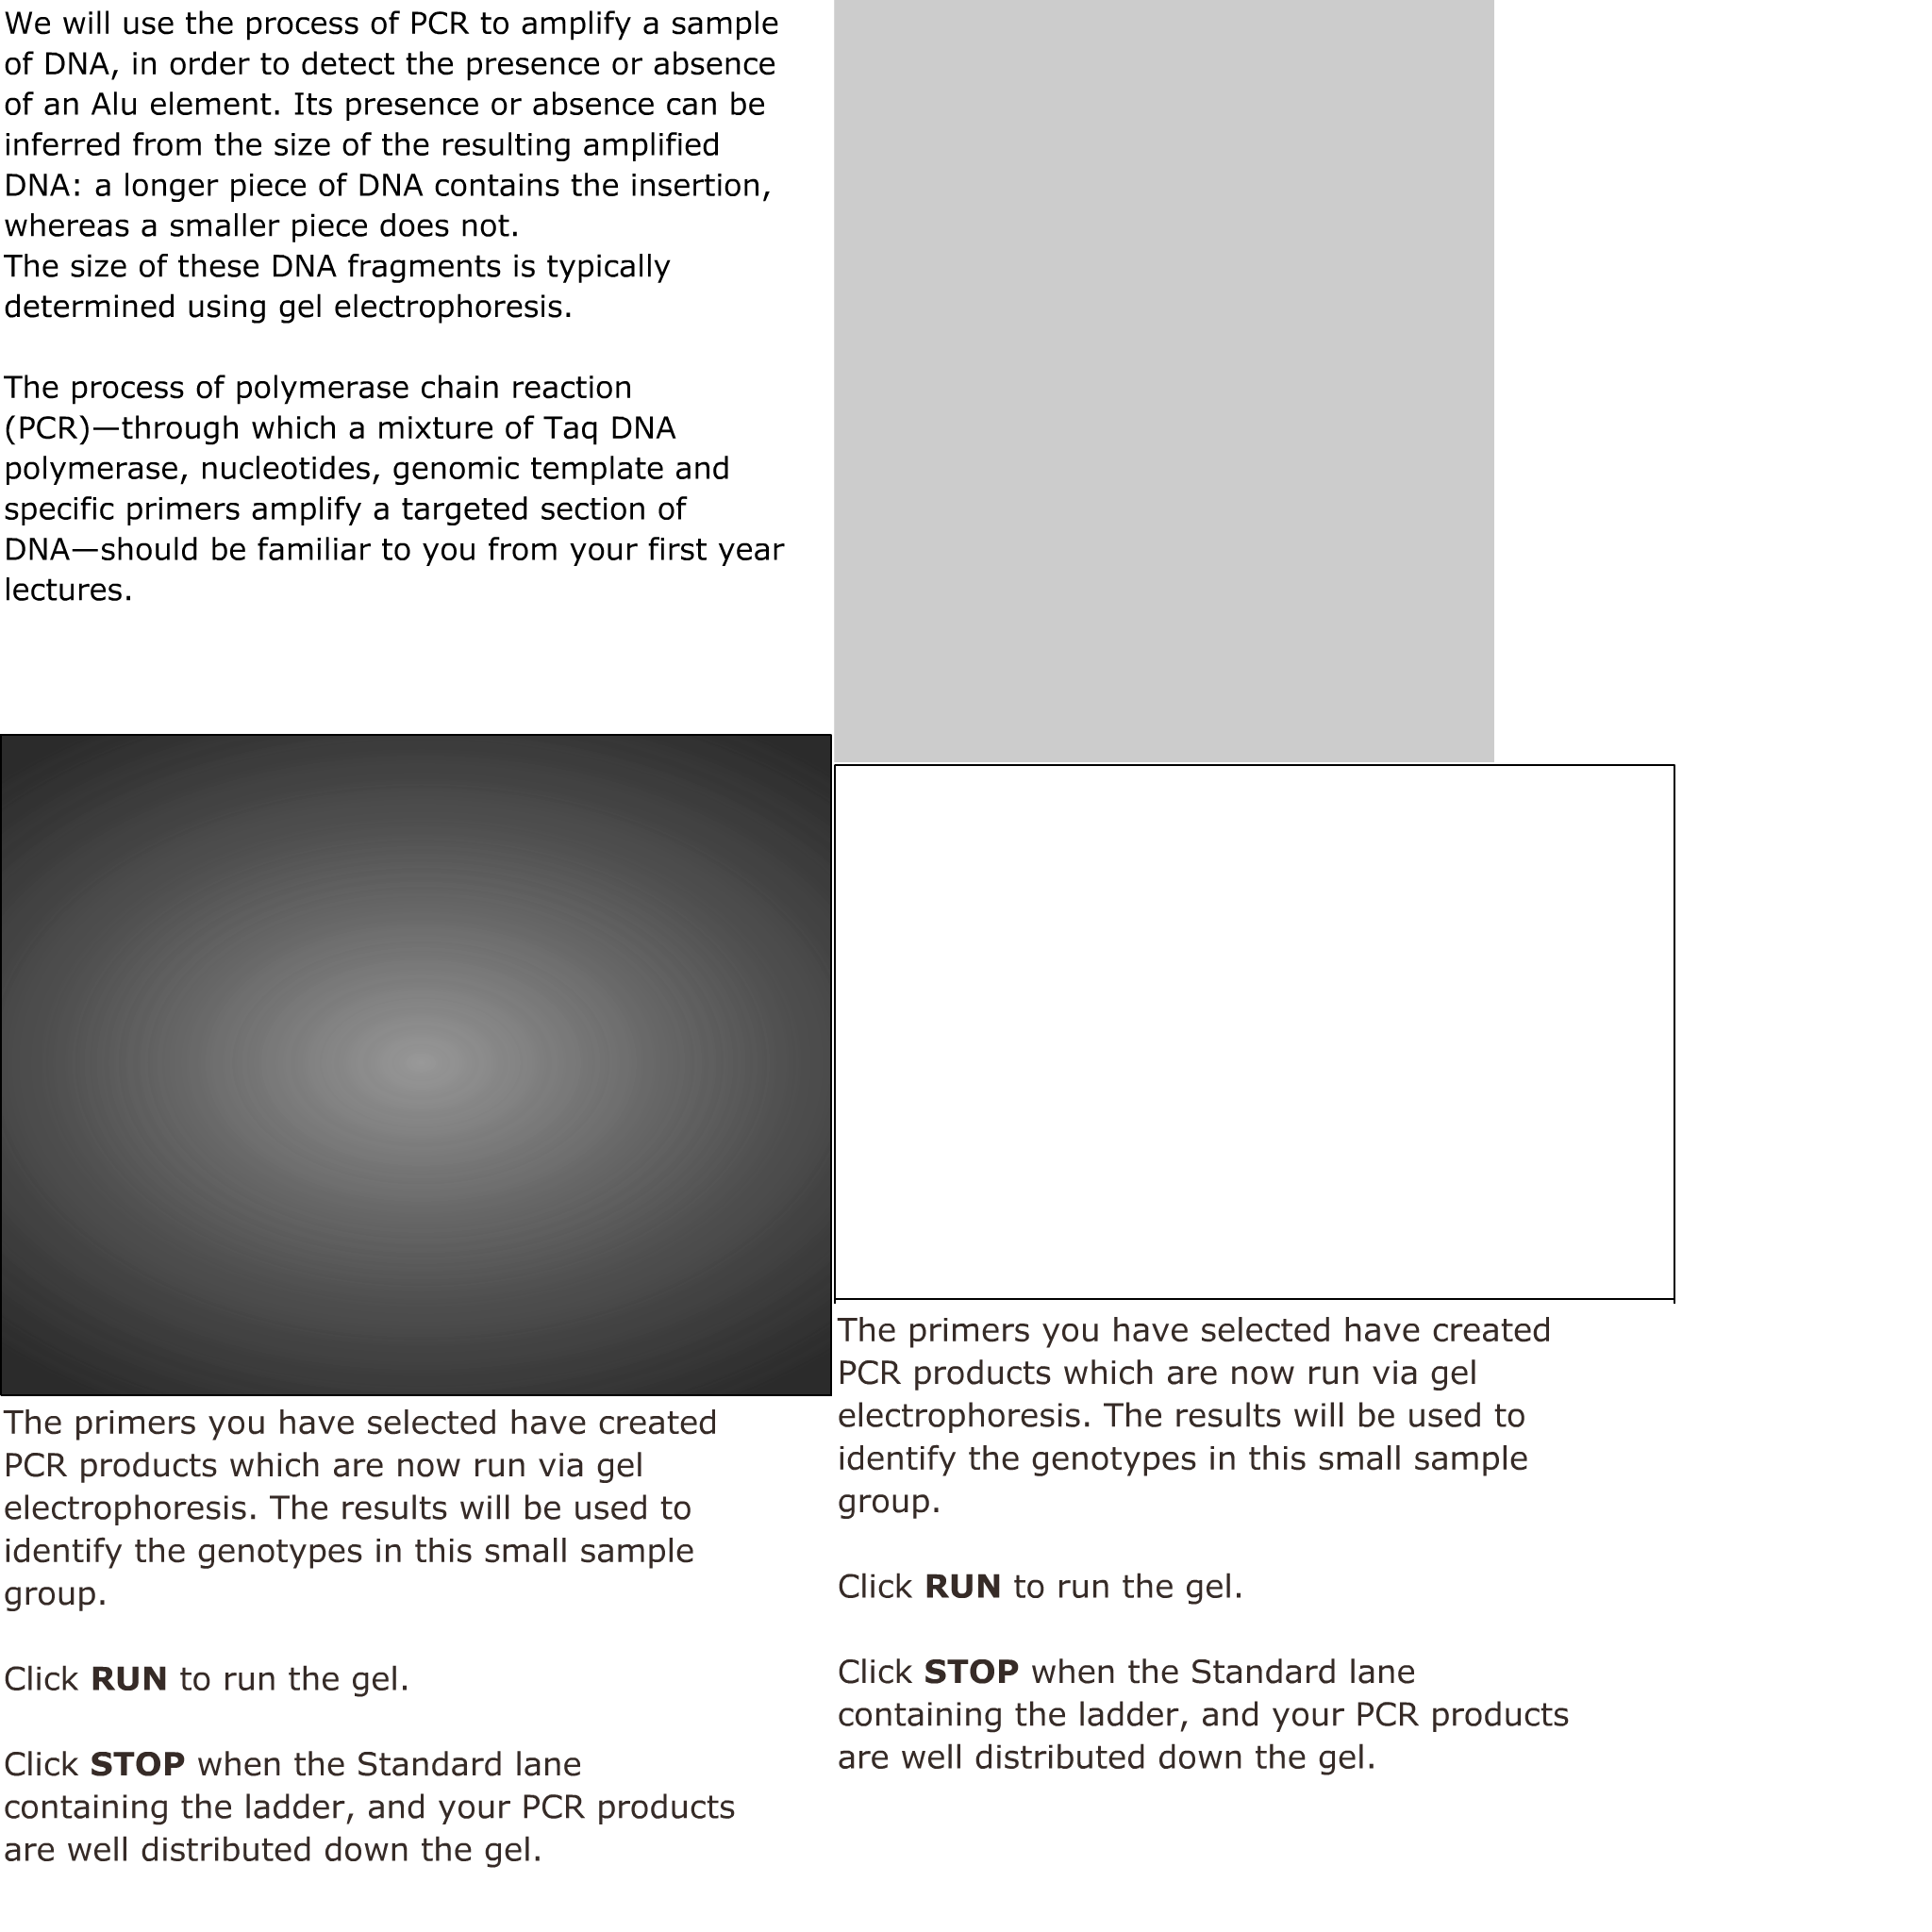 We will use the process of PCR to amplify a sample
of DNA, in order to detect the presence or absence
of an Alu element. Its presence or absence can be
inferred from the size of the resulting amplified
DNA: a longer piece of DNA contains the insertion,
whereas a smaller piece does not.
The size of these DNA fragments is typically
determined using gel electrophoresis.
The process of polymerase chain reaction
(PCR)—through which a mixture of Taq DNA
polymerase, nucleotides, genomic template and
specific primers amplify a targeted section of
DNA—should be familiar to you from your first year
lectures.
The primers you have selected have created
PCR products which are now run via gel
electrophoresis. The results will be used to
identify the genotypes in this small sample
group.
Click RUN to run the gel.
Click STOP when the Standard lane
containing the ladder, and your PCR products
are well distributed down the gel.
The primers you have selected have created
PCR products which are now run via gel
electrophoresis. The results will be used to
identify the genotypes in this small sample
group.
Click RUN to run the gel.
Click STOP when the Standard lane
containing the ladder, and your PCR products
are well distributed down the gel.